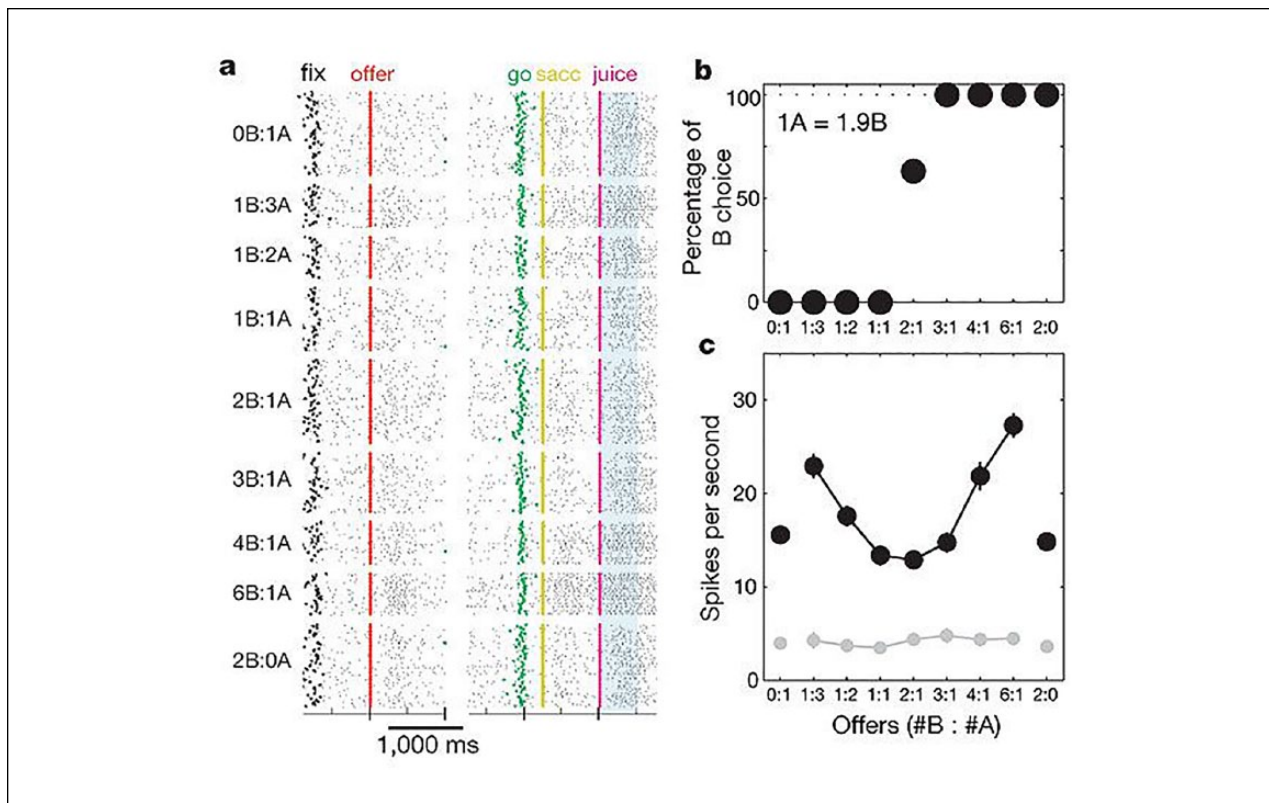 a
fix offer go sacc juice
0B:1A
1B:3A
1B:2A
1B:1A
2B:1A
3B:1A
4B:1A
6B:1A
2B:0A
1,000 ms
b
Percentage of
B choice
100
50
0
1A = 1.9B
0:1 1:3 1:2 1:1 2:1 3:1 4:1 6:1 2:0
c
Spikes per second
30
20
10
0
0:1 1:3 1:2 1:1 2:1 3:1 4:1 6:1 2:0
Offers (#B : #A)